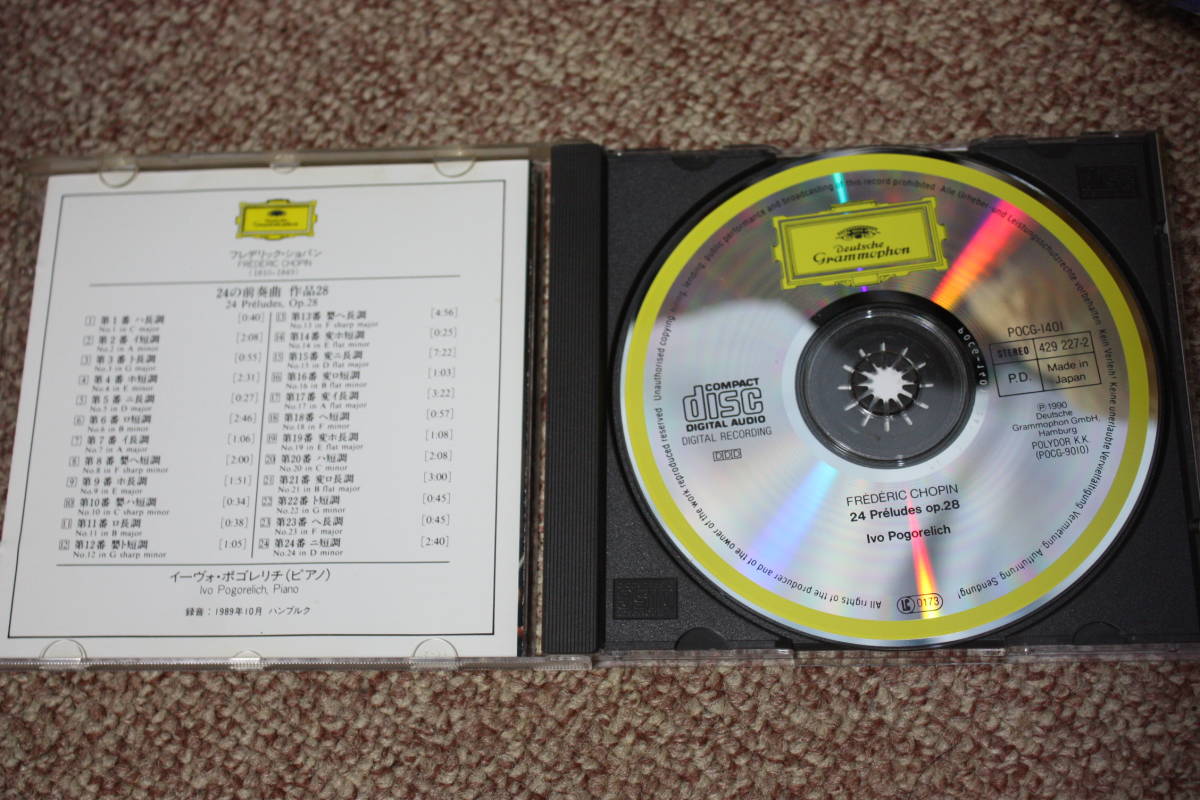 Deutsche
Grammophon
フレデリック・ショパン
FRÉDÉRIC CHOPIN
(1810-1849)
24の前奏曲 作品28
24 Préludes, Op.28
1 第1番 ハ長調 [0:40]
No.1 in C major
2 第2番 イ短調 [2:08]
No.2 in A minor
3 第3番 ト長調 [0:55]
No.3 in G major
4 第4番 ホ短調 [2:31]
No.4 in E minor
5 第5番 ニ長調 [0:27]
No.5 in D major
6 第6番 ロ短調 [2:46]
No.6 in B minor
7 第7番 イ長調 [1:06]
No.7 in A major
8 第8番 嬰ヘ短調 [2:00]
No.8 in F sharp minor
9 第9番 ホ長調 [1:51]
No.9 in E major
10 第10番 嬰ハ短調 [0:34]
No.10 in C sharp minor
11 第11番 ロ長調 [0:38]
No.11 in B major
12 第12番 嬰ト短調 [1:05]
No.12 in G sharp minor
13 第13番 嬰ヘ長調 [4:56]
No.13 in F sharp major
14 第14番 変ホ短調 [0:25]
No.14 in E flat minor
15 第15番 変ニ長調 [7:22]
No.15 in D flat major
16 第16番 変ロ短調 [1:03]
No.16 in B flat minor
17 第17番 変イ長調 [3:22]
No.17 in A flat major
18 第18番 ヘ短調 [0:57]
No.18 in F minor
19 第19番 変ホ長調 [1:08]
No.19 in E flat major
20 第20番 ハ短調 [2:08]
No.20 in C minor
21 第21番 変ロ長調 [3:00]
No.21 in B flat major
22 第22番 ト短調 [0:45]
No.22 in G minor
23 第23番 ヘ長調 [0:45]
No.23 in F major
24 第24番 ニ短調 [2:40]
No.24 in D minor
イーヴォ・ポゴレリチ(ピアノ)
Ivo Pogorelich, Piano
録音：1989年10月 ハンブルク
Deutsche
Grammophon
COMPACT
disc
DIGITAL AUDIO
DIGITAL RECORDING
DDD
POCG-1401
STEREO 429 227-2
P.D. Made in
Japan
℗ 1990
Deutsche
Grammophon GmbH,
Hamburg
POLYDOR K.K.
(POCG-9010)
FRÉDÉRIC CHOPIN
24 Préludes op.28
Ivo Pogorelich
LC 0173
All rights of the producer and of the owner of the work reproduced reserved Unauthorised copying, hiring, lending, public performance and broadcasting of this record prohibited. Alle Urheber- und Leistungsschutzrechte vorbehalten. Kein Verleih! Keine unerlaubte Vervielfältigung, Vermietung, Aufführung, Sendung!